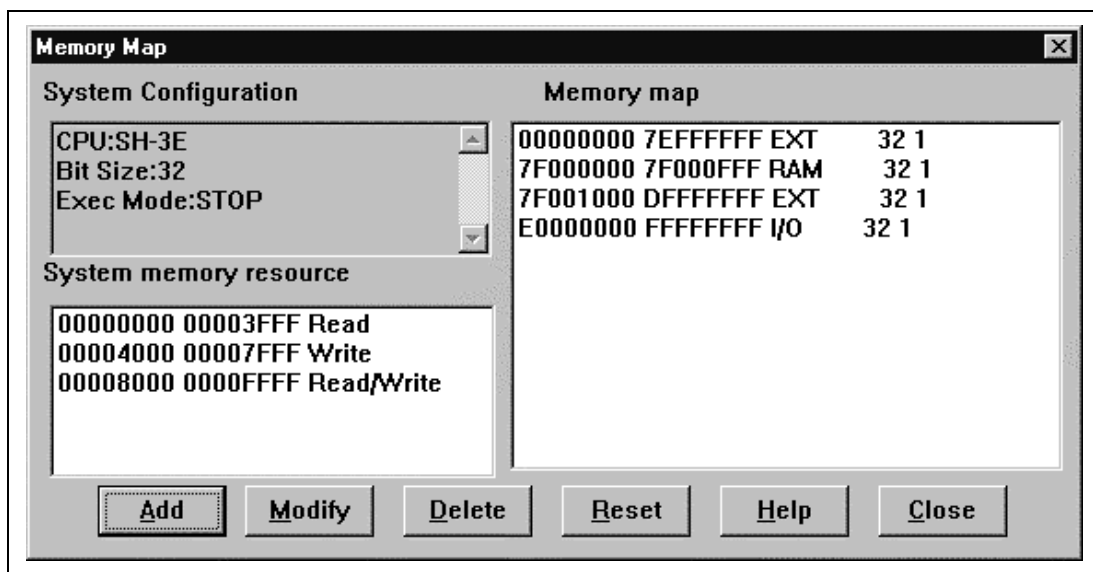 Memory Map
System Configuration
CPU:SH-3E
Bit Size:32
Exec Mode:STOP
System memory resource
00000000 00003FFF Read
00004000 00007FFF Write
00008000 0000FFFF Read/Write
Memory map
00000000 7EFFFFFF EXT 32 1
7F000000 7F000FFF RAM 32 1
7F001000 DFFFFFFF EXT 32 1
E0000000 FFFFFFFF I/O 32 1
Add Modify Delete Reset Help Close